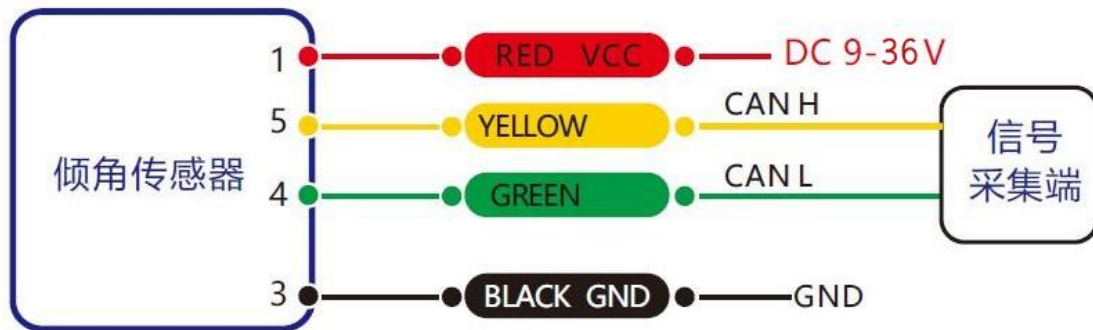 倾角传感器
1 RED VCC DC 9-36V
5 YELLOW CAN H
4 GREEN CAN L
3 BLACK GND GND
信号
采集端